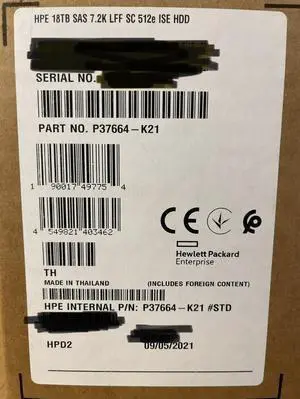 HPE 18TB SAS 7.2K LFF SC 512e ISE HDD
SERIAL NO.
PART NO. P37664-K21
1 90017 49775 4
4 549821 403462
CE
Hewlett Packard
Enterprise
TH
MADE IN THAILAND (INCLUDES FOREIGN CONTENT)
HPE INTERNAL P/N: P37664-K21 #STD
HPD2 09/05/2021